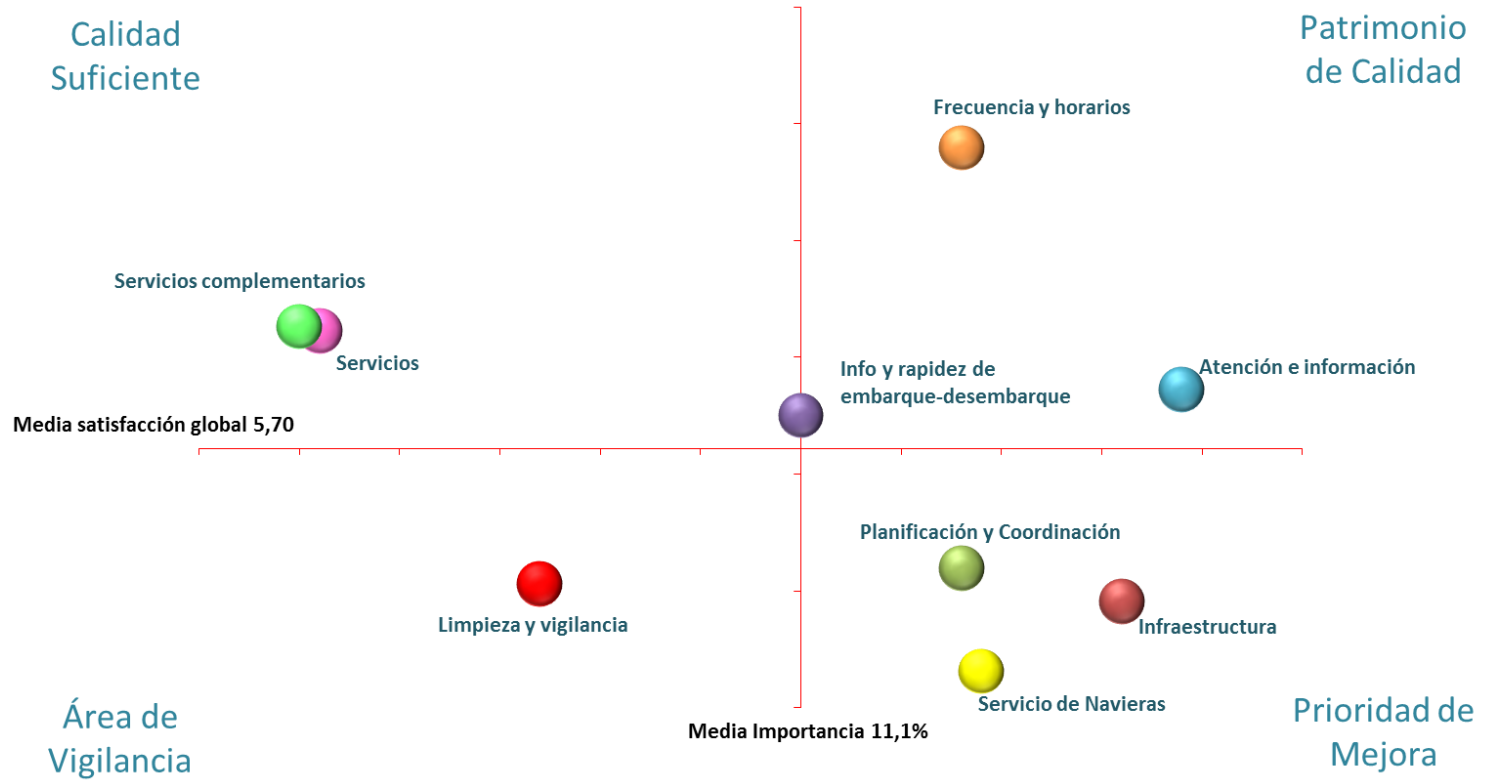 Calidad
Suficiente
Patrimonio
de Calidad
Frecuencia y horarios
Servicios complementarios
Servicios
Info y rapidez de
embarque-desembarque
Atención e información
Media satisfacción global 5,70
Planificación y Coordinación
Limpieza y vigilancia
Infraestructura
Servicio de Navieras
Área de
Vigilancia
Media Importancia 11,1%
Prioridad de
Mejora